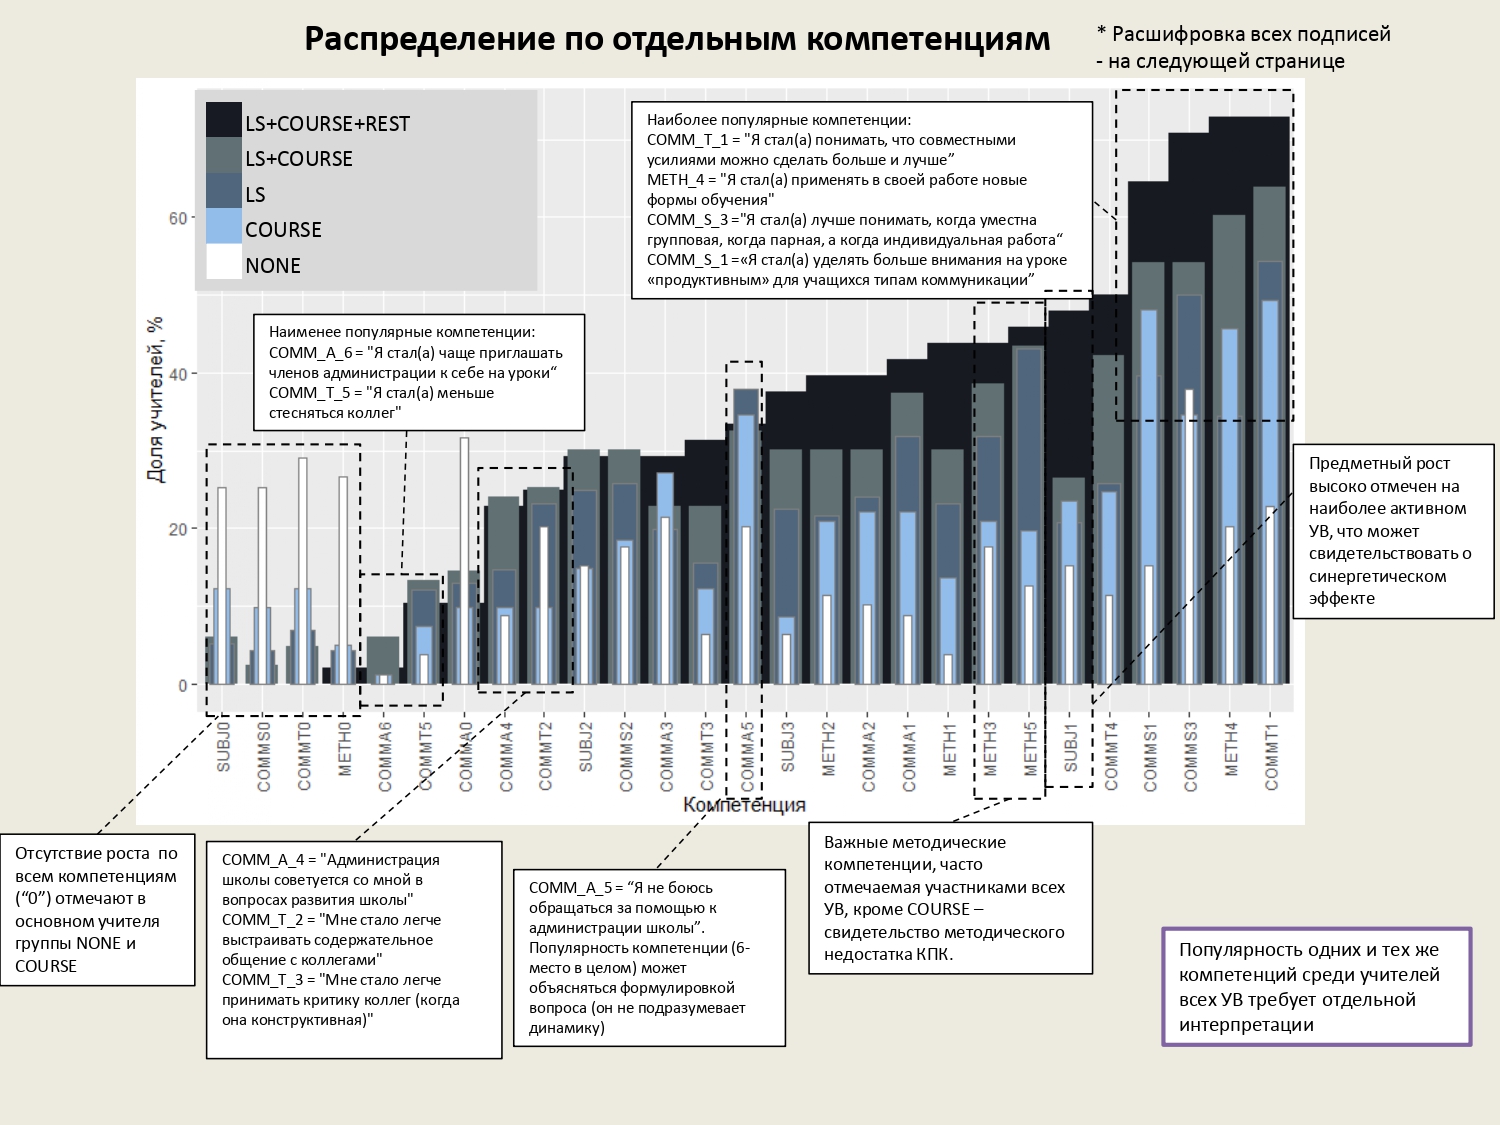 Распределение по отдельным компетенциям
* Расшифровка всех подписей
- на следующей странице
LS+COURSE+REST
LS+COURSE
LS
COURSE
NONE
Наиболее популярные компетенции:
COMM_T_1 = "Я стал(а) понимать, что совместными
усилиями можно сделать больше и лучше”
METH_4 = "Я стал(а) применять в своей работе новые
формы обучения"
COMM_S_3 ="Я стал(а) лучше понимать, когда уместна
групповая, когда парная, а когда индивидуальная работа“
COMM_S_1 =«Я стал(а) уделять больше внимания на уроке
«продуктивным» для учащихся типам коммуникации”
Наименее популярные компетенции:
COMM_A_6 = "Я стал(а) чаще приглашать
членов администрации к себе на уроки“
COMM_T_5 = "Я стал(а) меньше
стесняться коллег"
Доля учителей, %
60
40
20
0
Предметный рост
высоко отмечен на
наиболее активном
УВ, что может
свидетельствовать о
синергетическом
эффекте
SUBJ0
COMMS0
COMMT0
METH0
COMMA6
COMMT5
COMMA0
COMMA4
COMMT2
SUBJ2
COMMS2
COMMA3
COMMT3
COMMA5
SUBJ3
METH2
COMMA2
COMMA1
METH1
METH3
METH5
SUBJ1
COMMT4
COMMS1
COMMS3
METH4
COMMT1
Компетенция
Отсутствие роста по
всем компетенциям
(“0”) отмечают в
основном учителя
группы NONE и
COURSE
COMM_A_4 = "Администрация
школы советуется со мной в
вопросах развития школы"
COMM_T_2 = "Мне стало легче
выстраивать содержательное
общение с коллегами"
COMM_T_3 = "Мне стало легче
принимать критику коллег (когда
она конструктивная)"
COMM_A_5 = “Я не боюсь
обращаться за помощью к
администрации школы”.
Популярность компетенции (6-
место в целом) может
объясняться формулировкой
вопроса (он не подразумевает
динамику)
Важные методические
компетенции, часто
отмечаемая участниками всех
УВ, кроме COURSE –
свидетельство методического
недостатка КПК.
Популярность одних и тех же
компетенций среди учителей
всех УВ требует отдельной
интерпретации